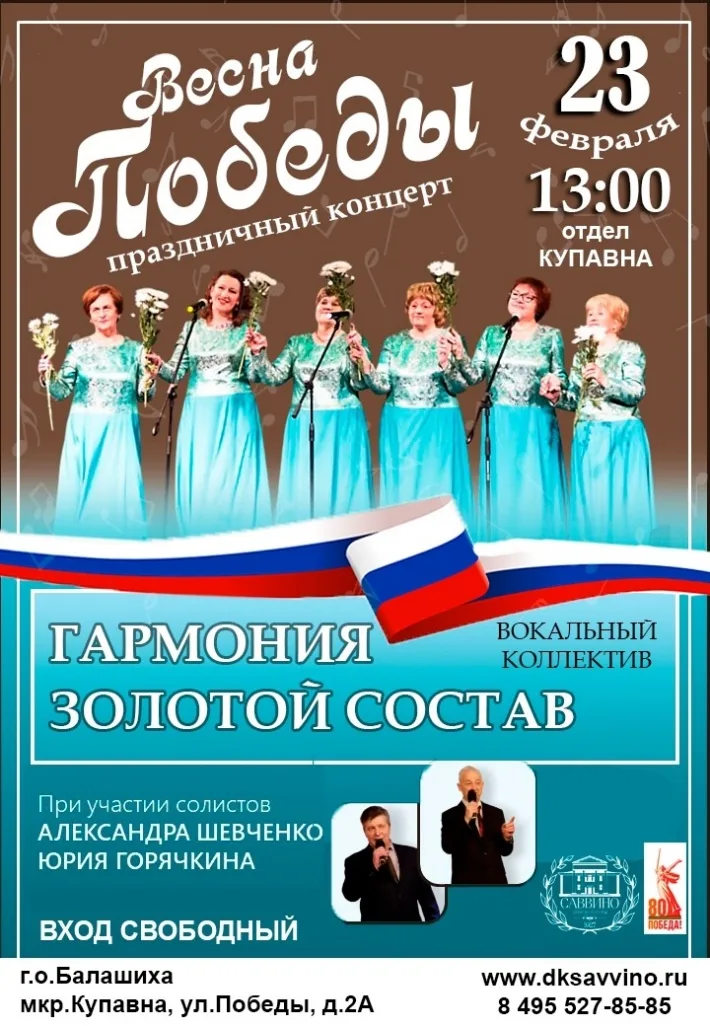 Весна
Победы
праздничный концерт
23
февраля
13:00
отдел
КУПАВНА
ГАРМОНИЯ
ЗОЛОТОЙ СОСТАВ
ВОКАЛЬНЫЙ
КОЛЛЕКТИВ
При участии солистов
АЛЕКСАНДРА ШЕВЧЕНКО
ЮРИЯ ГОРЯЧКИНА
ВХОД СВОБОДНЫЙ
САВВИНО
80
ПОБЕДА!
г.о.Балашиха
мкр.Купавна, ул.Победы, д.2А
www.dksavvino.ru
8 495 527-85-85